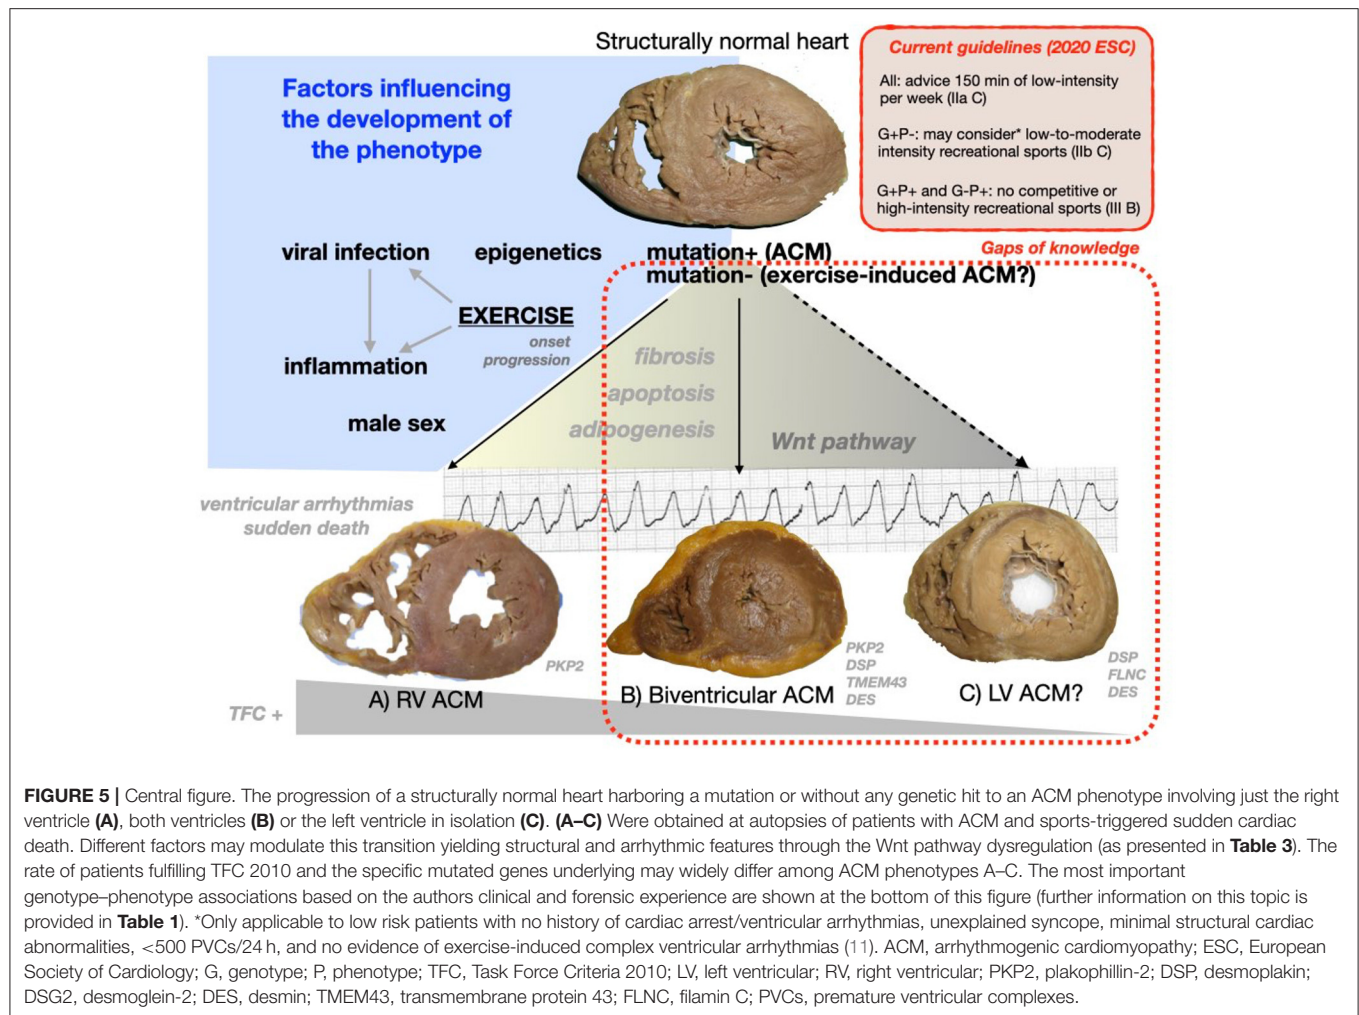 Structurally normal heart
Current guidelines (2020 ESC)
All: advice 150 min of low-intensity
per week (IIa C)
G+P-: may consider* low-to-moderate
intensity recreational sports (IIb C)
G+P+ and G-P+: no competitive or
high-intensity recreational sports (III B)
Factors influencing
the development of
the phenotype
Gaps of knowledge
viral infection
epigenetics
mutation+ (ACM)
mutation- (exercise-induced ACM?)
EXERCISE
onset
progression
inflammation
male sex
fibrosis
apoptosis
adipogenesis
Wnt pathway
ventricular arrhythmias
sudden death
PKP2
A) RV ACM
PKP2
DSP
TMEM43
DES
B) Biventricular ACM
DSP
FLNC
DES
C) LV ACM?
TFC +
FIGURE 5 | Central figure. The progression of a structurally normal heart harboring a mutation or without any genetic hit to an ACM phenotype involving just the right
ventricle (A), both ventricles (B) or the left ventricle in isolation (C). (A–C) Were obtained at autopsies of patients with ACM and sports-triggered sudden cardiac
death. Different factors may modulate this transition yielding structural and arrhythmic features through the Wnt pathway dysregulation (as presented in Table 3). The
rate of patients fulfilling TFC 2010 and the specific mutated genes underlying may widely differ among ACM phenotypes A–C. The most important
genotype–phenotype associations based on the authors clinical and forensic experience are shown at the bottom of this figure (further information on this topic is
provided in Table 1). *Only applicable to low risk patients with no history of cardiac arrest/ventricular arrhythmias, unexplained syncope, minimal structural cardiac
abnormalities, <500 PVCs/24 h, and no evidence of exercise-induced complex ventricular arrhythmias (11). ACM, arrhythmogenic cardiomyopathy; ESC, European
Society of Cardiology; G, genotype; P, phenotype; TFC, Task Force Criteria 2010; LV, left ventricular; RV, right ventricular; PKP2, plakophillin-2; DSP, desmoplakin;
DSG2, desmoglein-2; DES, desmin; TMEM43, transmembrane protein 43; FLNC, filamin C; PVCs, premature ventricular complexes.